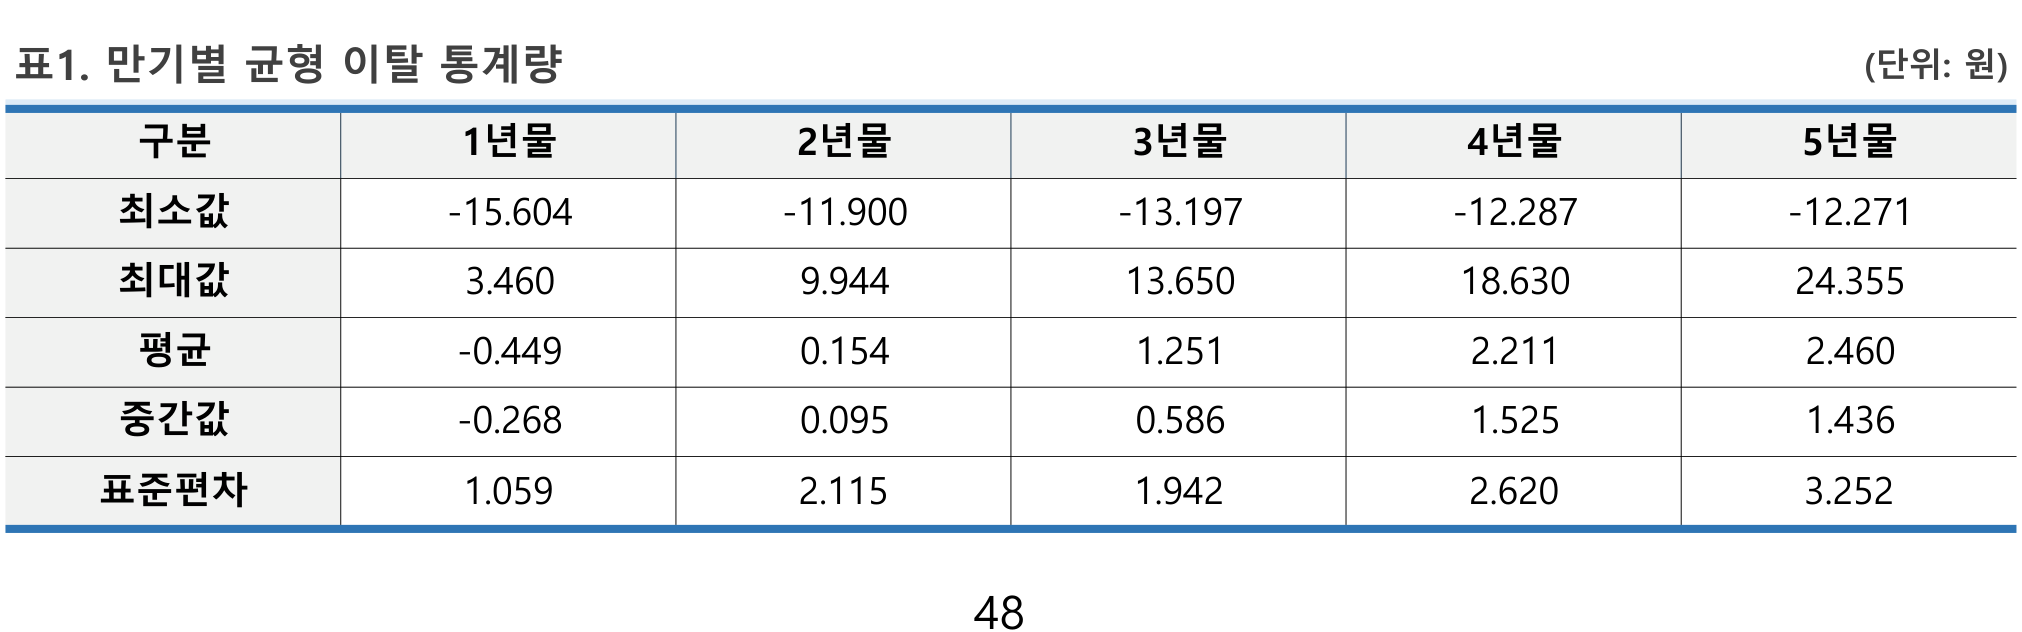 표1. 만기별 균형 이탈 통계량 (단위: 원)
구분 1년물 2년물 3년물 4년물 5년물
최소값 -15.604 -11.900 -13.197 -12.287 -12.271
최대값 3.460 9.944 13.650 18.630 24.355
평균 -0.449 0.154 1.251 2.211 2.460
중간값 -0.268 0.095 0.586 1.525 1.436
표준편차 1.059 2.115 1.942 2.620 3.252
48